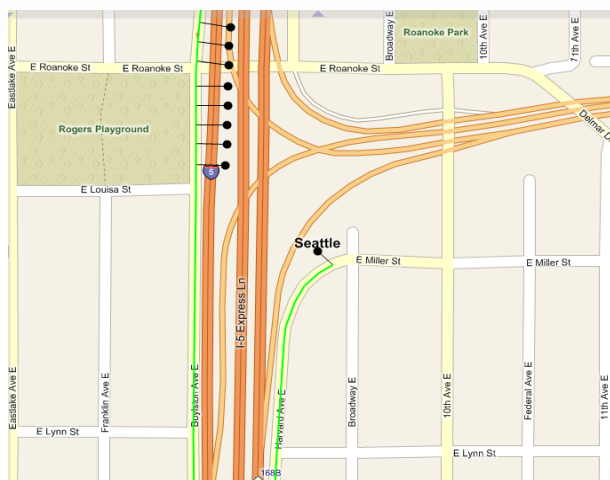 Roanoke Park
Eastlake Ave E
Broadway E
10th Ave E
11th Ave E
E Roanoke St
E Roanoke St
E Roanoke St
Delmar D
Rogers Playground
5
E Louisa St
Seattle
E Miller St
E Miller St
I-5 Express Ln
Eastlake Ave E
Franklin Ave E
Boylston Ave E
Harvard Ave E
Broadway E
10th Ave E
Federal Ave E
11th Ave E
E Lynn St
E Lynn St
168B